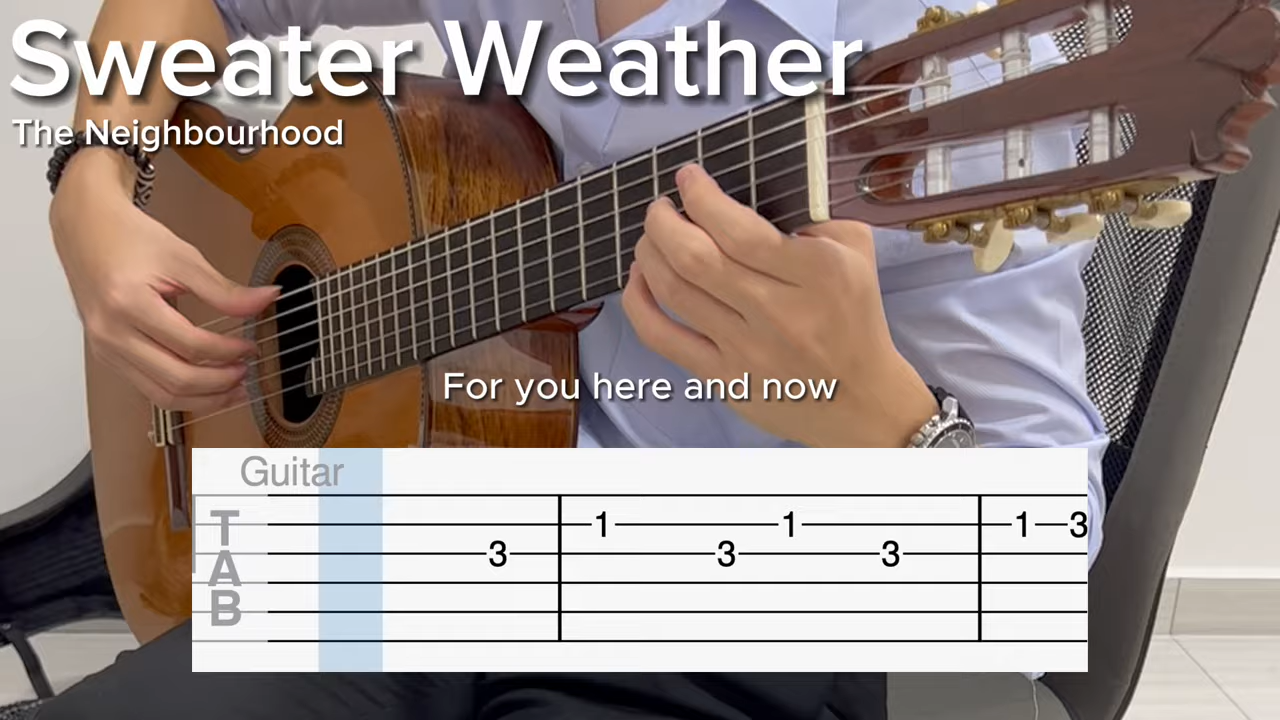 Sweater Weather
The Neighbourhood
For you here and now
Guitar
TAB
3 1 3 1 3 1 3